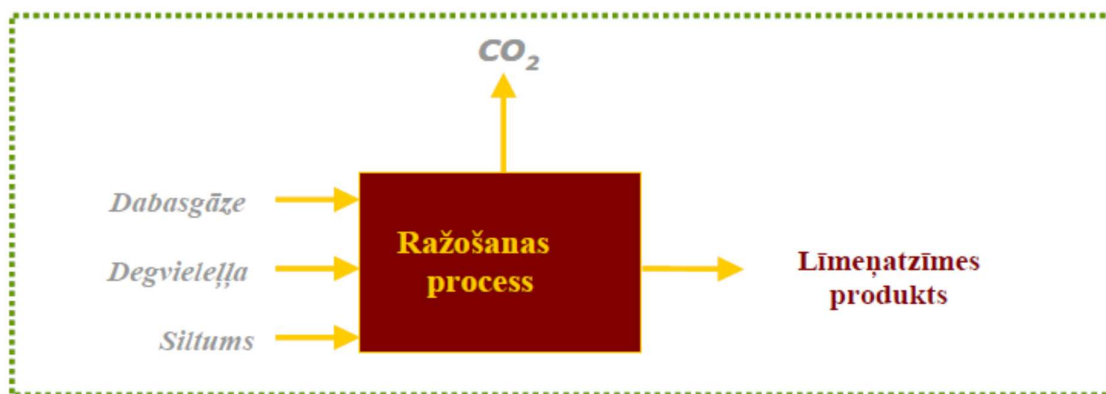 CO₂
Dabasgāze
Degvieleļļa
Siltums
Ražošanas
process
Līmeņatzīmes
produkts